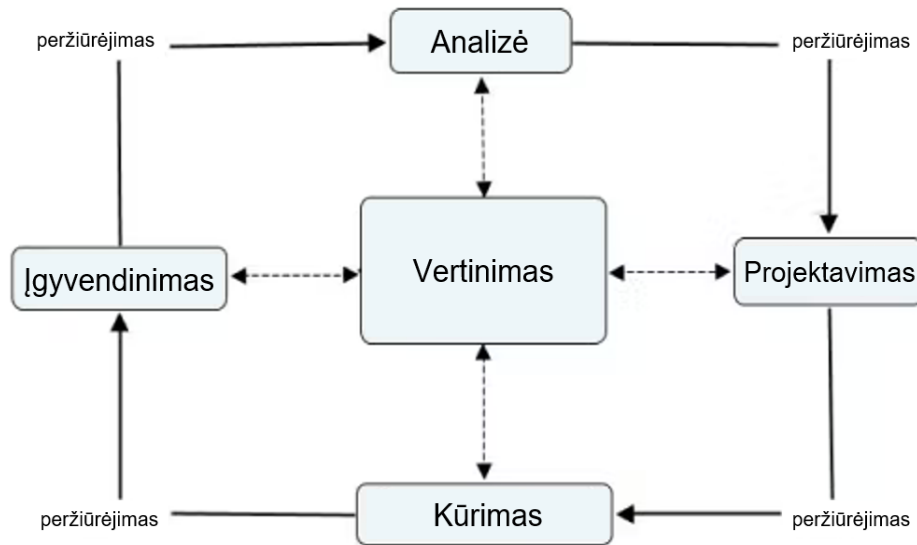 peržiūrėjimas
Analizė
peržiūrėjimas
Įgyvendinimas
Vertinimas
Projektavimas
peržiūrėjimas
Kūrimas
peržiūrėjimas